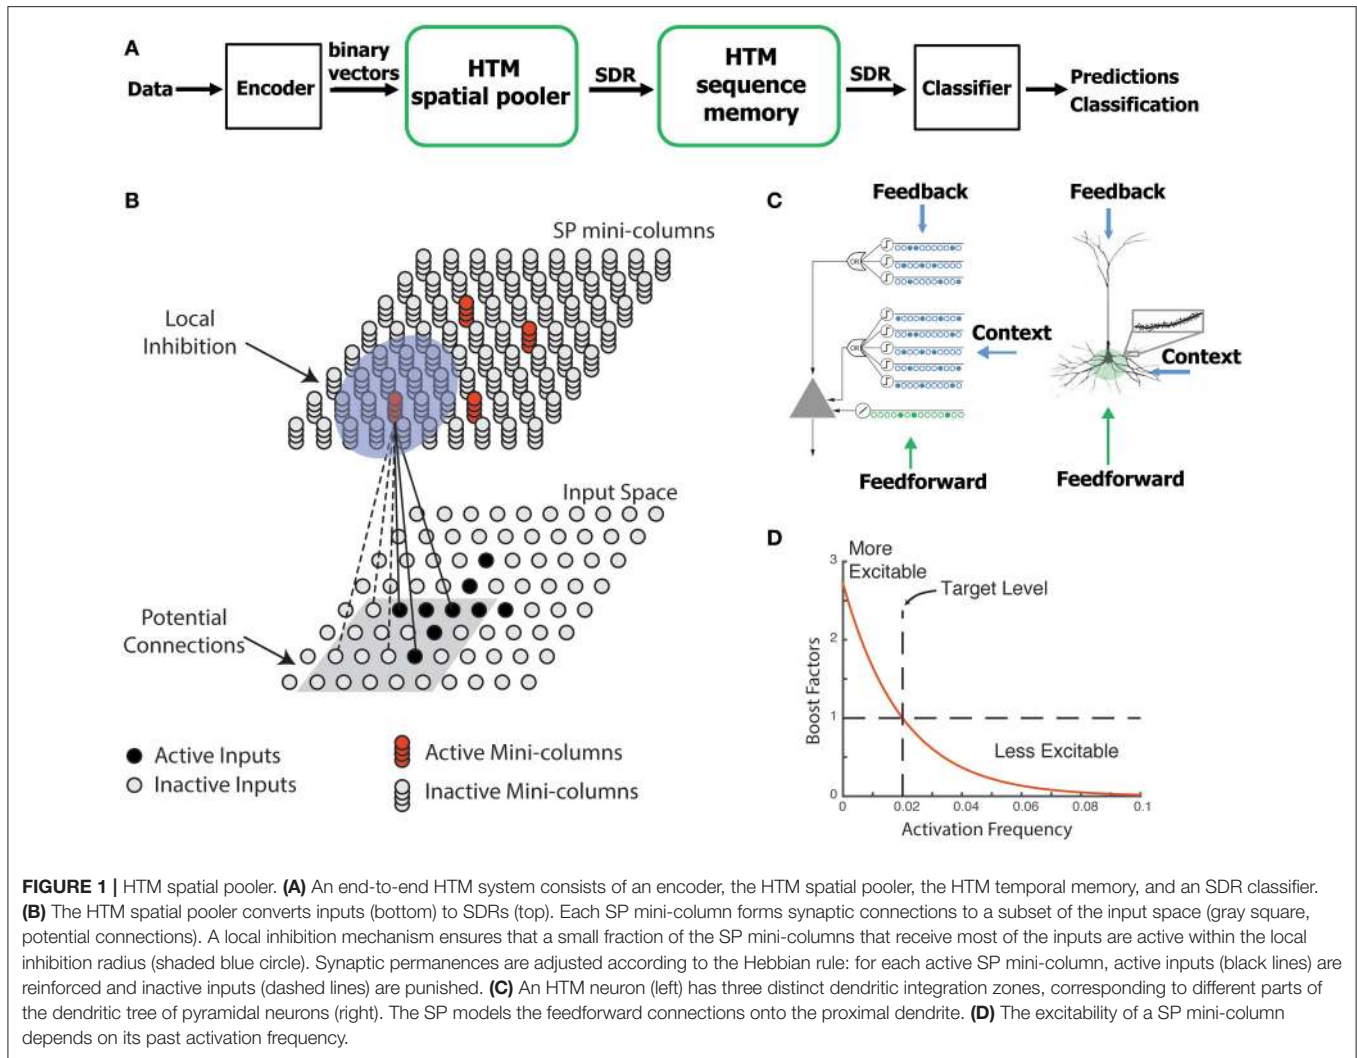 A
Data
Encoder
binary
vectors
HTM
spatial pooler
SDR
HTM
sequence
memory
SDR
Classifier
Predictions
Classification
B
SP mini-columns
Local
Inhibition
Input Space
Potential
Connections
Active Inputs
Inactive Inputs
Active Mini-columns
Inactive Mini-columns
C
Feedback
Feedback
OR
Context
OR
Context
Feedforward
Feedforward
D
More
Excitable
Target Level
Less Excitable
Boost Factors
3
2
1
0
0
0.02
0.04
0.06
0.08
0.1
Activation Frequency
FIGURE 1 | HTM spatial pooler. (A) An end-to-end HTM system consists of an encoder, the HTM spatial pooler, the HTM temporal memory, and an SDR classifier.
(B) The HTM spatial pooler converts inputs (bottom) to SDRs (top). Each SP mini-column forms synaptic connections to a subset of the input space (gray square,
potential connections). A local inhibition mechanism ensures that a small fraction of the SP mini-columns that receive most of the inputs are active within the local
inhibition radius (shaded blue circle). Synaptic permanences are adjusted according to the Hebbian rule: for each active SP mini-column, active inputs (black lines) are
reinforced and inactive inputs (dashed lines) are punished. (C) An HTM neuron (left) has three distinct dendritic integration zones, corresponding to different parts of
the dendritic tree of pyramidal neurons (right). The SP models the feedforward connections onto the proximal dendrite. (D) The excitability of a SP mini-column
depends on its past activation frequency.